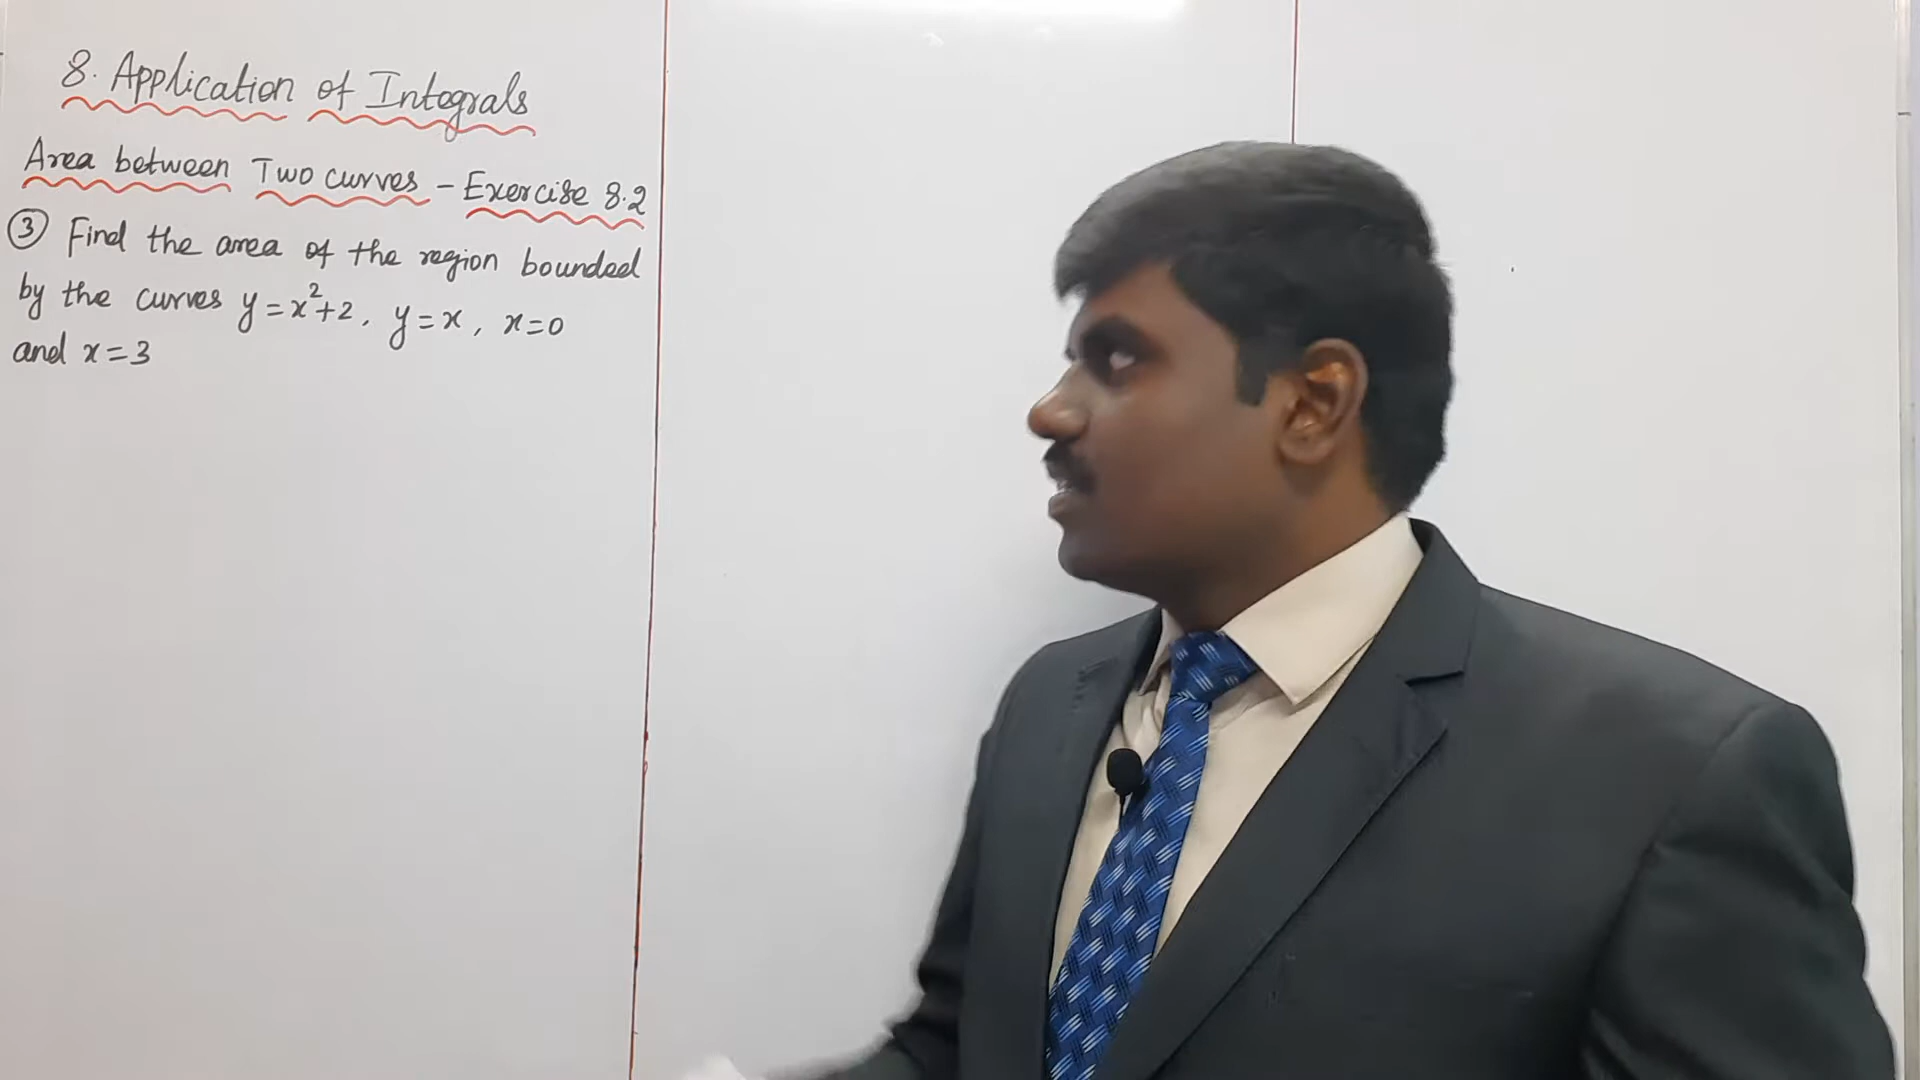 8. Application of Integrals
Area between Two curves - Exercise 8.2
③ Find the area of the region bounded
by the curves y=x²+2, y=x, x=0
and x=3